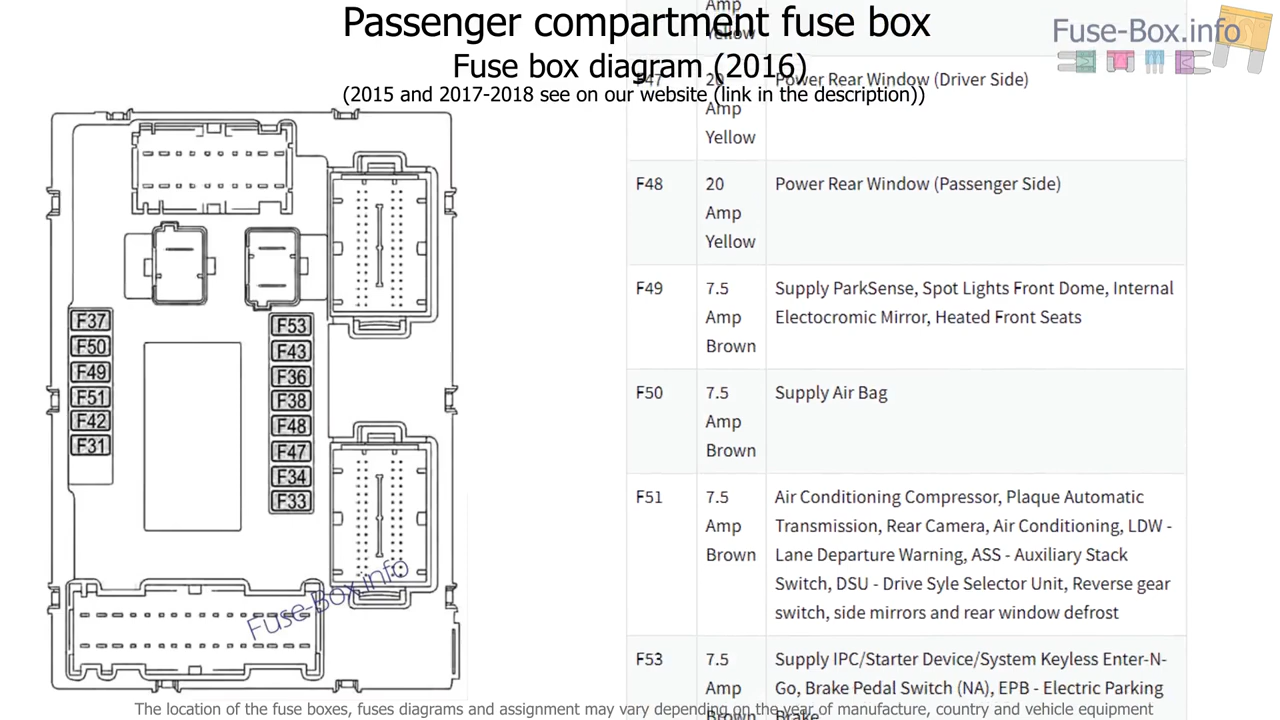 Passenger compartment fuse box
Fuse box diagram (2016)
(2015 and 2017-2018 see on our website (link in the description))
Fuse-Box.info
Amp
Yellow
F47
20
Power Rear Window (Driver Side)
Amp
Yellow
F48
20
Power Rear Window (Passenger Side)
Amp
Yellow
F49
7.5
Supply ParkSense, Spot Lights Front Dome, Internal
Amp
Electocromic Mirror, Heated Front Seats
Brown
F50
7.5
Supply Air Bag
Amp
Brown
F51
7.5
Air Conditioning Compressor, Plaque Automatic
Amp
Transmission, Rear Camera, Air Conditioning, LDW -
Brown
Lane Departure Warning, ASS - Auxiliary Stack
Switch, DSU - Drive Syle Selector Unit, Reverse gear
switch, side mirrors and rear window defrost
F53
7.5
Supply IPC/Starter Device/System Keyless Enter-N-
Amp
Go, Brake Pedal Switch (NA), EPB - Electric Parking
Brown
Brake
F37
F50
F49
F51
F42
F31
F53
F43
F36
F38
F48
F47
F34
F33
Fuse-Box.info
The location of the fuse boxes, fuses diagrams and assignment may vary depending on the year of manufacture, country and vehicle equipment